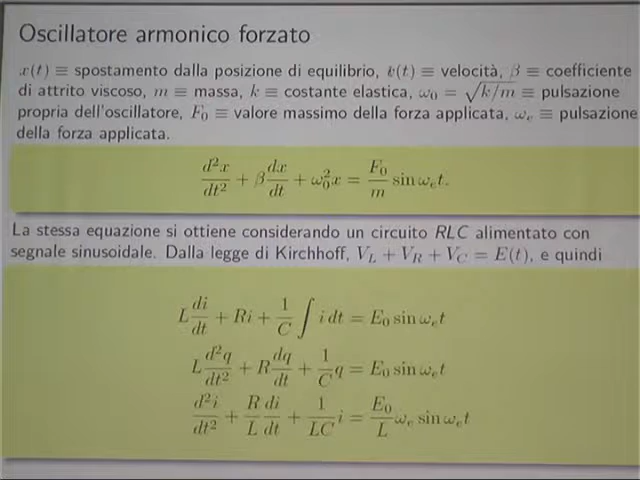 Oscillatore armonico forzato
x(t) ≡ spostamento dalla posizione di equilibrio, v(t) ≡ velocità, β ≡ coefficiente
di attrito viscoso, m ≡ massa, k ≡ costante elastica, ω₀ = √k/m ≡ pulsazione
propria dell'oscillatore, F₀ ≡ valore massimo della forza applicata, ωₑ ≡ pulsazione
della forza applicata.
d²x/dt² + β dx/dt + ω₀²x = F₀/m sin ωₑt.
La stessa equazione si ottiene considerando un circuito RLC alimentato con
segnale sinusoidale. Dalla legge di Kirchhoff, V_L + V_R + V_C = E(t), e quindi
L di/dt + Ri + 1/C ∫ i dt = E₀ sin ωₑt
L d²q/dt² + R dq/dt + 1/C q = E₀ sin ωₑt
d²i/dt² + R/L di/dt + 1/LC i = E₀/L ωₑ sin ωₑt